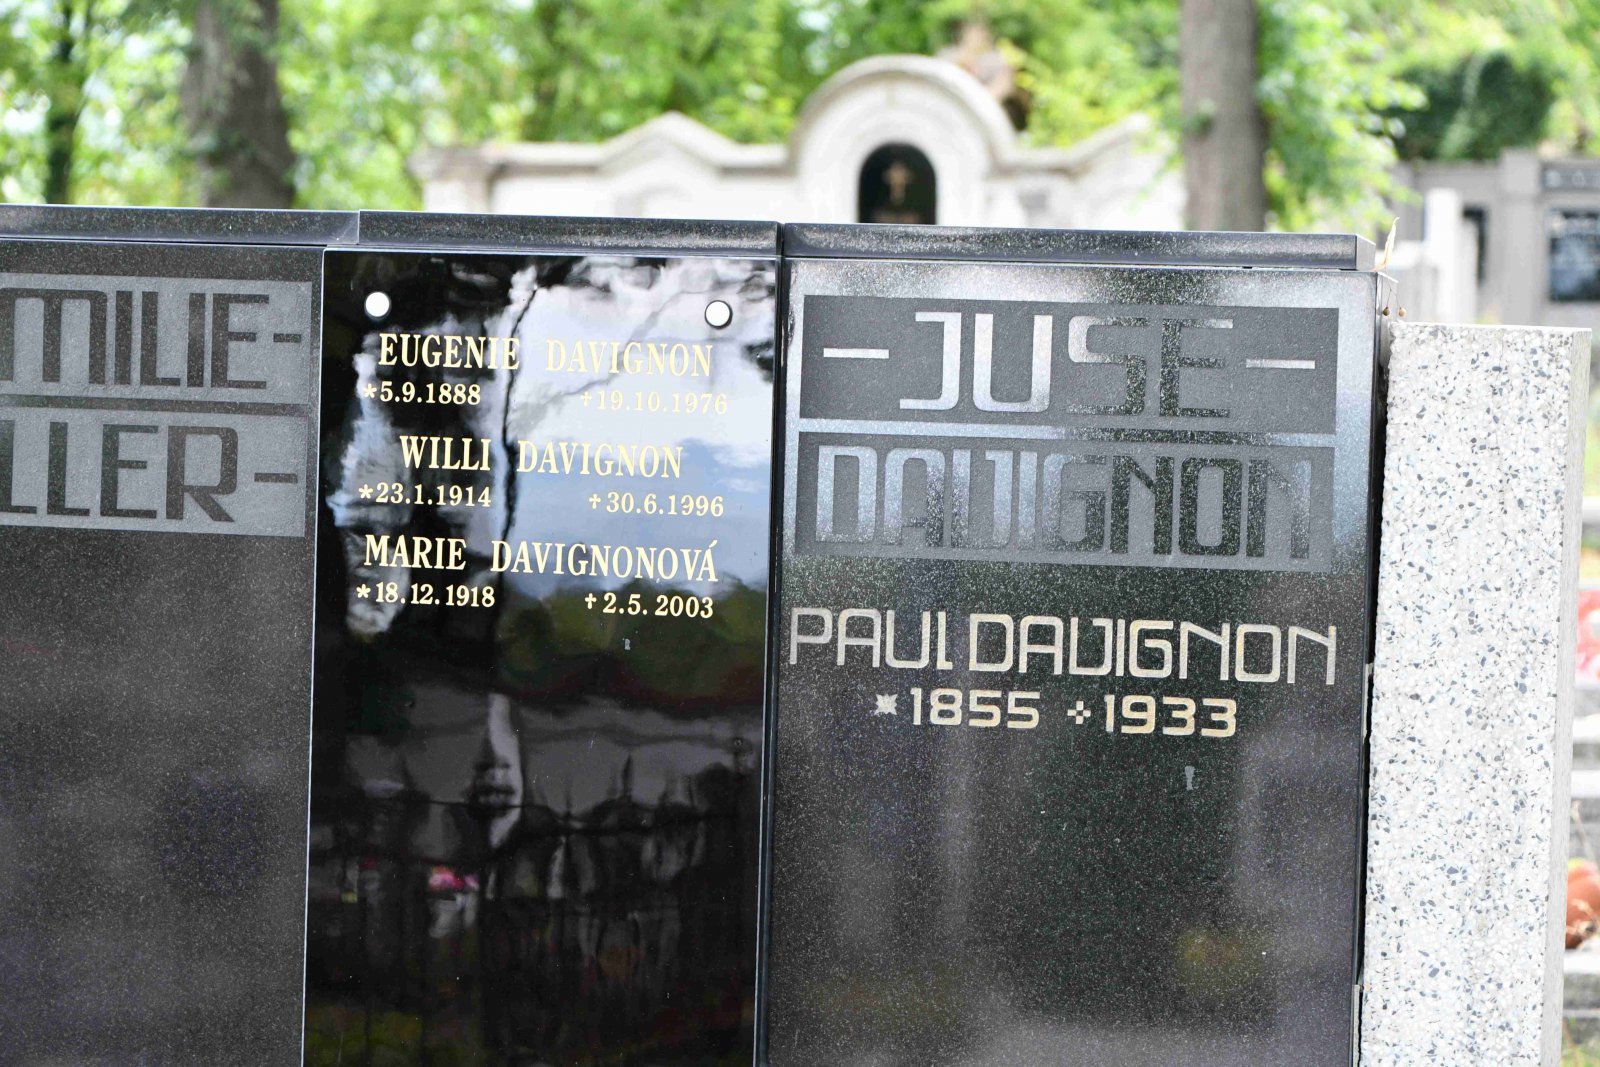 MILIE-
LLER-
EUGENIE DAVIGNON
*5.9.1888 +19.10.1976
WILLI DAVIGNON
*23.1.1914 +30.6.1996
MARIE DAVIGNONOVÁ
*18.12.1918 +2.5.2003
-JUSE-
DAVIGNON
PAUL DAVIGNON
*1855 +1933